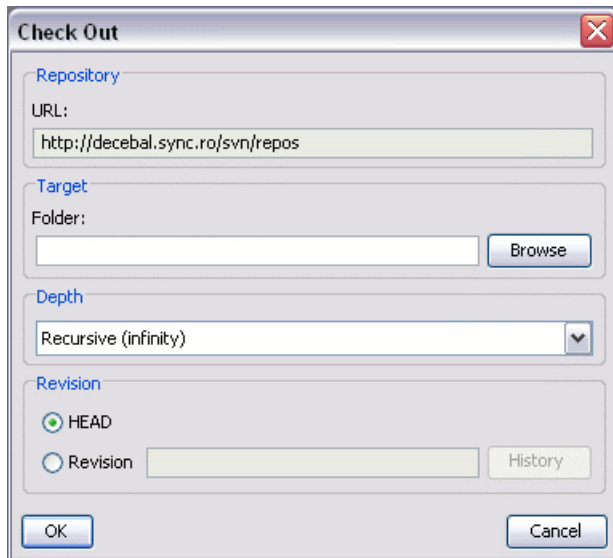 Check Out
Repository
URL:
http://decebal.sync.ro/svn/repos
Target
Folder:
Browse
Depth
Recursive (infinity)
Revision
HEAD
Revision History
OK Cancel